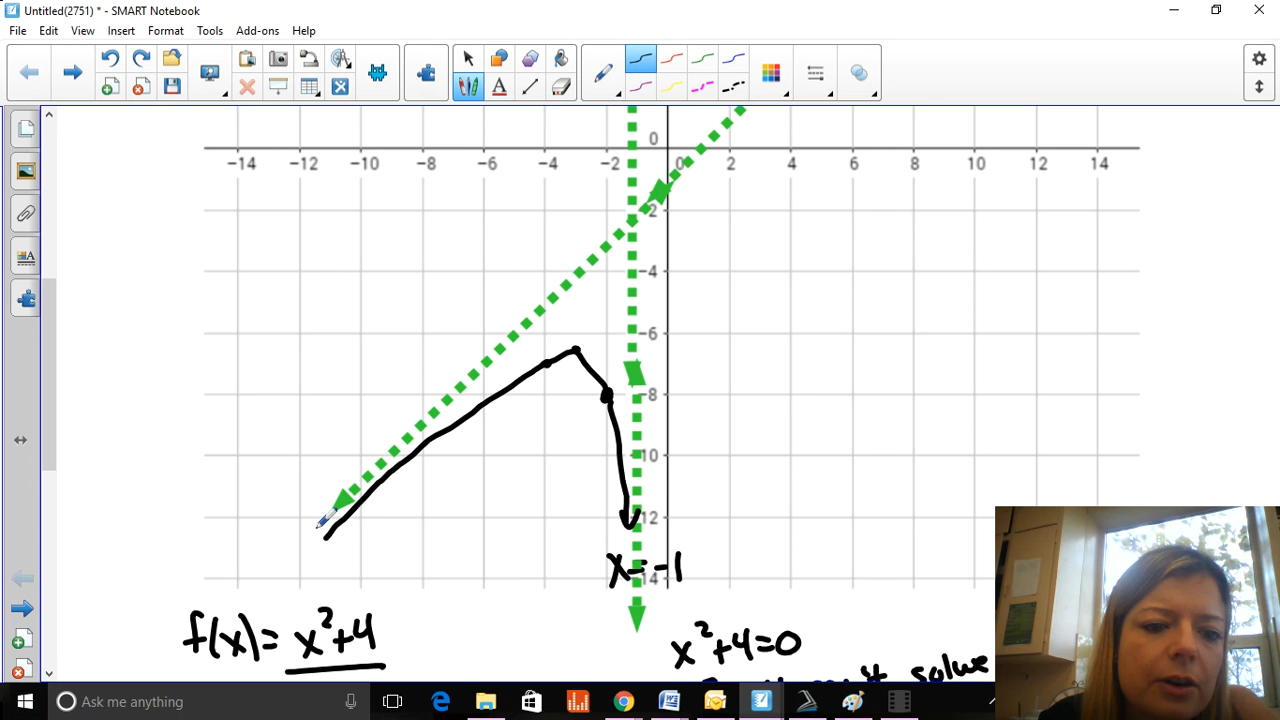 Untitled(2751) * - SMART Notebook
File Edit View Insert Format Tools Add-ons Help
0
-14 -12 -10 -8 -6 -4 -2 0 2 4 6 8 10 12 14
2
-4
-6
-8
10
12
x=-1
14
f(x)= x²+4
x²+4=0
solve
Ask me anything